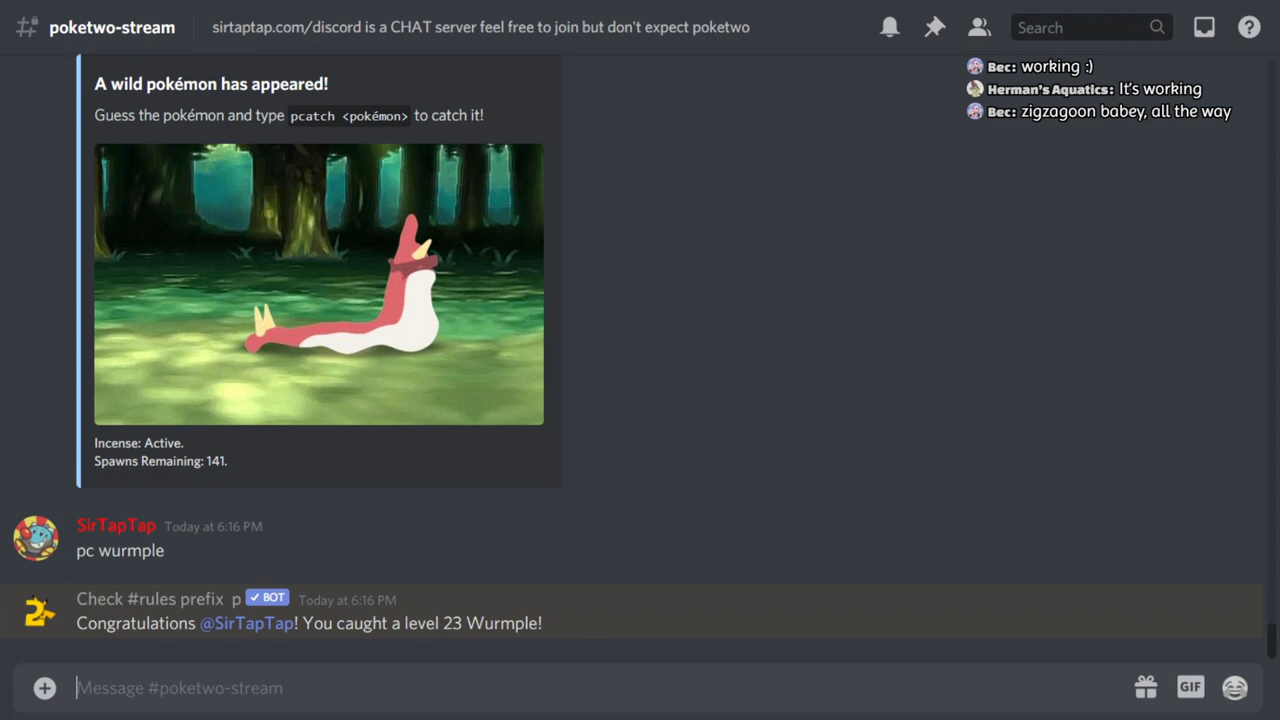 poketwo-stream
sirtaptap.com/discord is a CHAT server feel free to join but don't expect poketwo
Search
A wild pokémon has appeared!
Guess the pokémon and type pcatch <pokémon> to catch it!
Incense: Active.
Spawns Remaining: 141.
Bec: working :)
Herman's Aquatics: It's working
Bec: zigzagoon babey, all the way
SirTapTap Today at 6:16 PM
pc wurmple
Check #rules prefix p ✓ BOT Today at 6:16 PM
Congratulations @SirTapTap! You caught a level 23 Wurmple!
Message #poketwo-stream
GIF